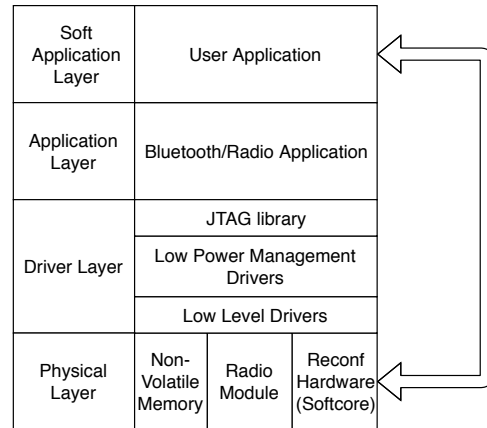 Soft
Application
Layer
User Application
Application
Layer
Bluetooth/Radio Application
Driver Layer
JTAG library
Low Power Management
Drivers
Low Level Drivers
Physical
Layer
Non-
Volatile
Memory
Radio
Module
Reconf
Hardware
(Softcore)